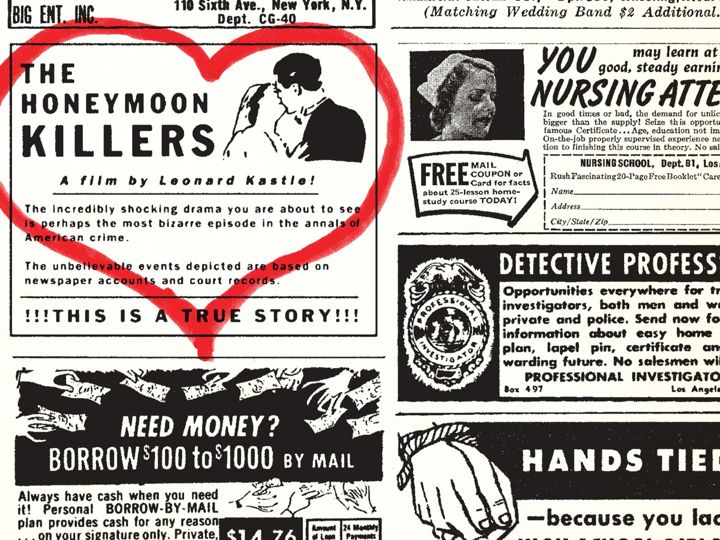 BIG ENT. INC.
110 Sixth Ave., New York, N.Y.
Dept. CG-40
THE
HONEYMOON
KILLERS
A film by Leonard Kastle!
The incredibly shocking drama you are about to see
is perhaps the most bizarre episode in the annals of
American crime.
The unbelievable events depicted are based on
newspaper accounts and court records.
!!!THIS IS A TRUE STORY!!!
NEED MONEY?
BORROW $100 to $1000 BY MAIL
Always have cash when you need
it! Personal BORROW-BY-MAIL
plan provides cash for any reason
on your signature only. Private,
$14.76
Amount
of Loan
24 Monthly
Payments
(Matching Wedding Band $2 Additional.
YOU may learn at
good, steady earnin
NURSING ATTE
In good times or bad, the demand for
bigger than the supply! Seize this opportu
famous Certificate...Age, education not im
On-the-job properly supervised experience ne
tion to finishing this course in theory. No sal
FREE MAIL
COUPON or
Card for facts
about 25-lesson home-
study course TODAY!
NURSING SCHOOL, Dept. 81, Los
Rush Fascinating 20-Page Free Booklet "Care
Name
Address
City/State/Zip
DETECTIVE PROFESS
PROFESSIONAL
INVESTIGATOR
Opportunities everywhere for tr
investigators, both men and w
private and police. Send now fo
information about easy home
plan, lapel pin, certificate an
warding future. No salesmen wi
PROFESSIONAL INVESTIGATO
Box 497 Los Angele
HANDS TIED
—because you lac